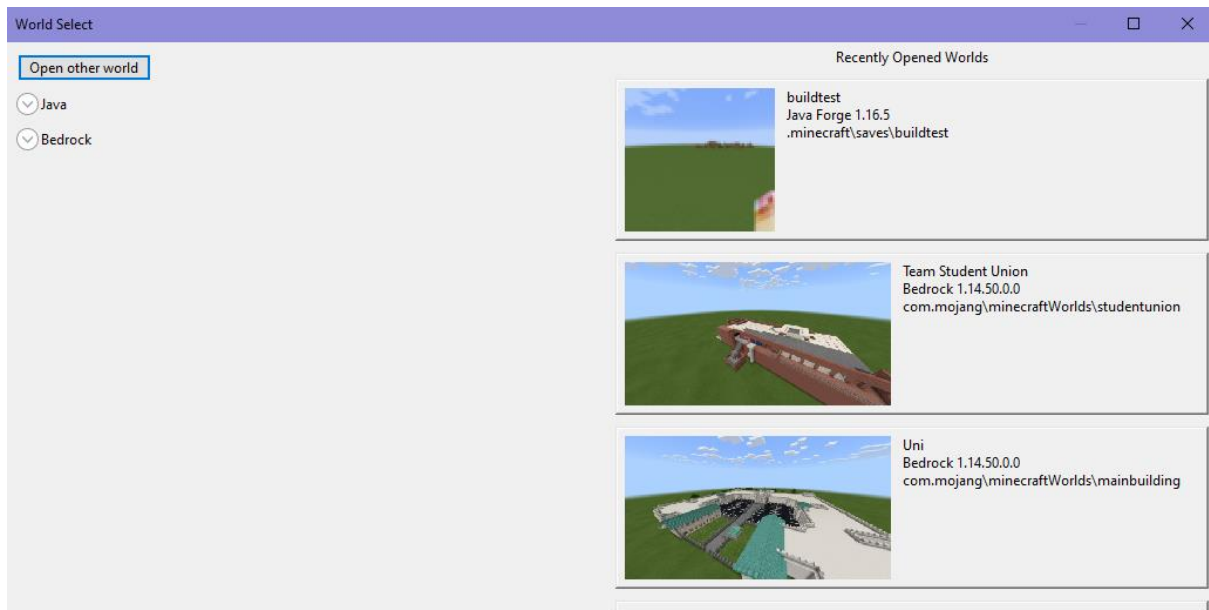 World Select
Open other world
Java
Bedrock
Recently Opened Worlds
buildtest
Java Forge 1.16.5
.minecraft\saves\buildtest
Team Student Union
Bedrock 1.14.50.0.0
com.mojang\minecraftWorlds\studentunion
Uni
Bedrock 1.14.50.0.0
com.mojang\minecraftWorlds\mainbuilding